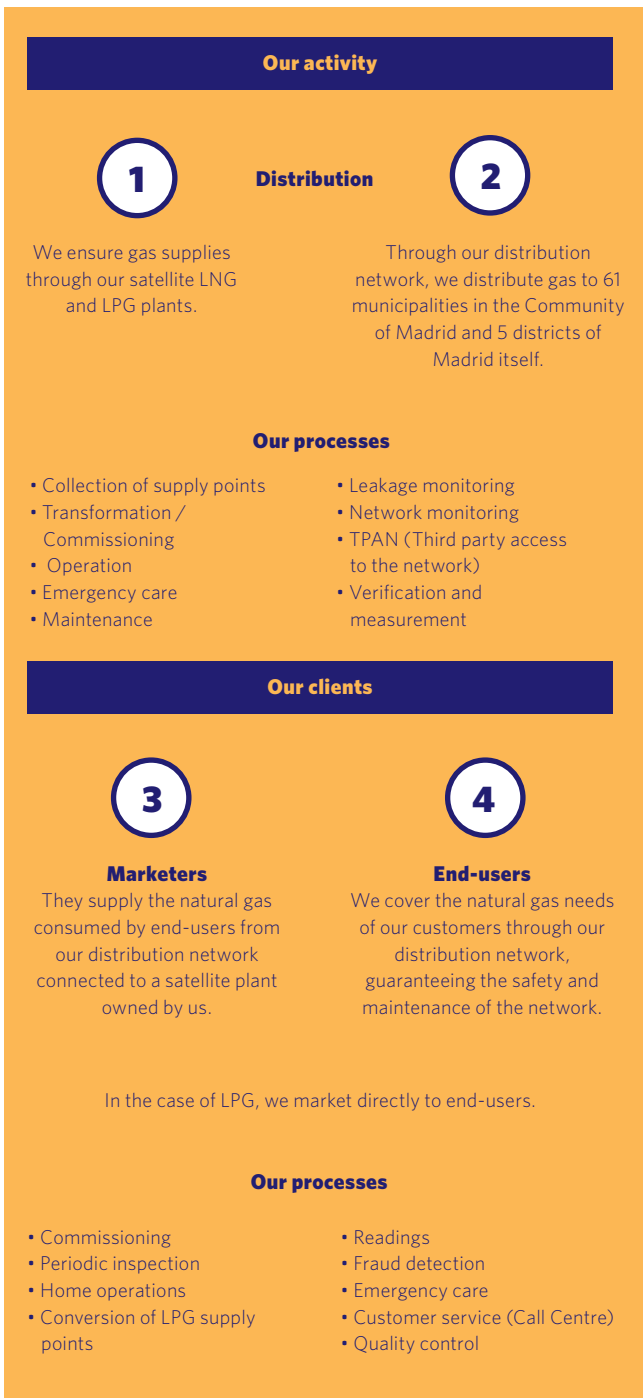 Our activity
1
Distribution
2
We ensure gas supplies
through our satellite LNG
and LPG plants.
Through our distribution
network, we distribute gas to 61
municipalities in the Community
of Madrid and 5 districts of
Madrid itself.
Our processes
• Collection of supply points
• Transformation /
Commissioning
• Operation
• Emergency care
• Maintenance
• Leakage monitoring
• Network monitoring
• TPAN (Third party access
to the network)
• Verification and
measurement
Our clients
3
Marketers
They supply the natural gas
consumed by end-users from
our distribution network
connected to a satellite plant
owned by us.
4
End-users
We cover the natural gas needs
of our customers through our
distribution network,
guaranteeing the safety and
maintenance of the network.
In the case of LPG, we market directly to end-users.
Our processes
• Commissioning
• Periodic inspection
• Home operations
• Conversion of LPG supply
points
• Readings
• Fraud detection
• Emergency care
• Customer service (Call Centre)
• Quality control